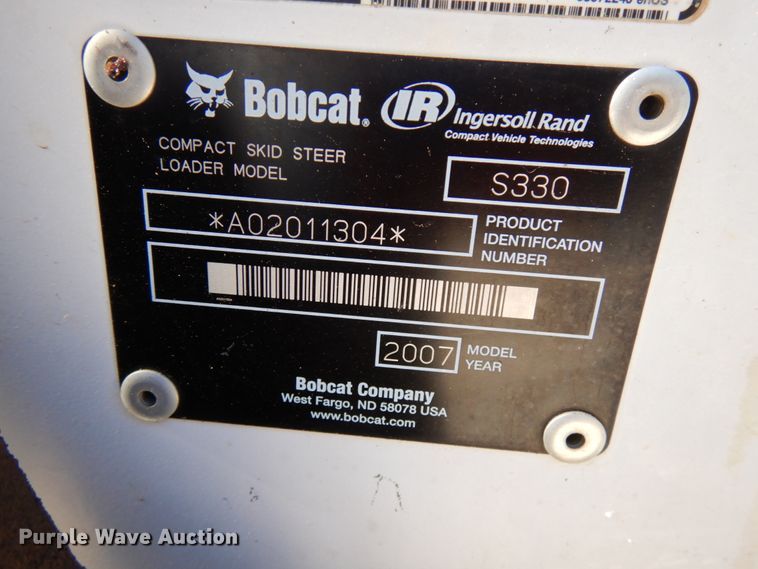 Bobcat®
IR Ingersoll Rand
Compact Vehicle Technologies
COMPACT SKID STEER
LOADER MODEL
S330
*A02011304*
PRODUCT
IDENTIFICATION
NUMBER
2007
MODEL
YEAR
Bobcat Company
West Fargo, ND 58078 USA
www.bobcat.com
Purple Wave Auction